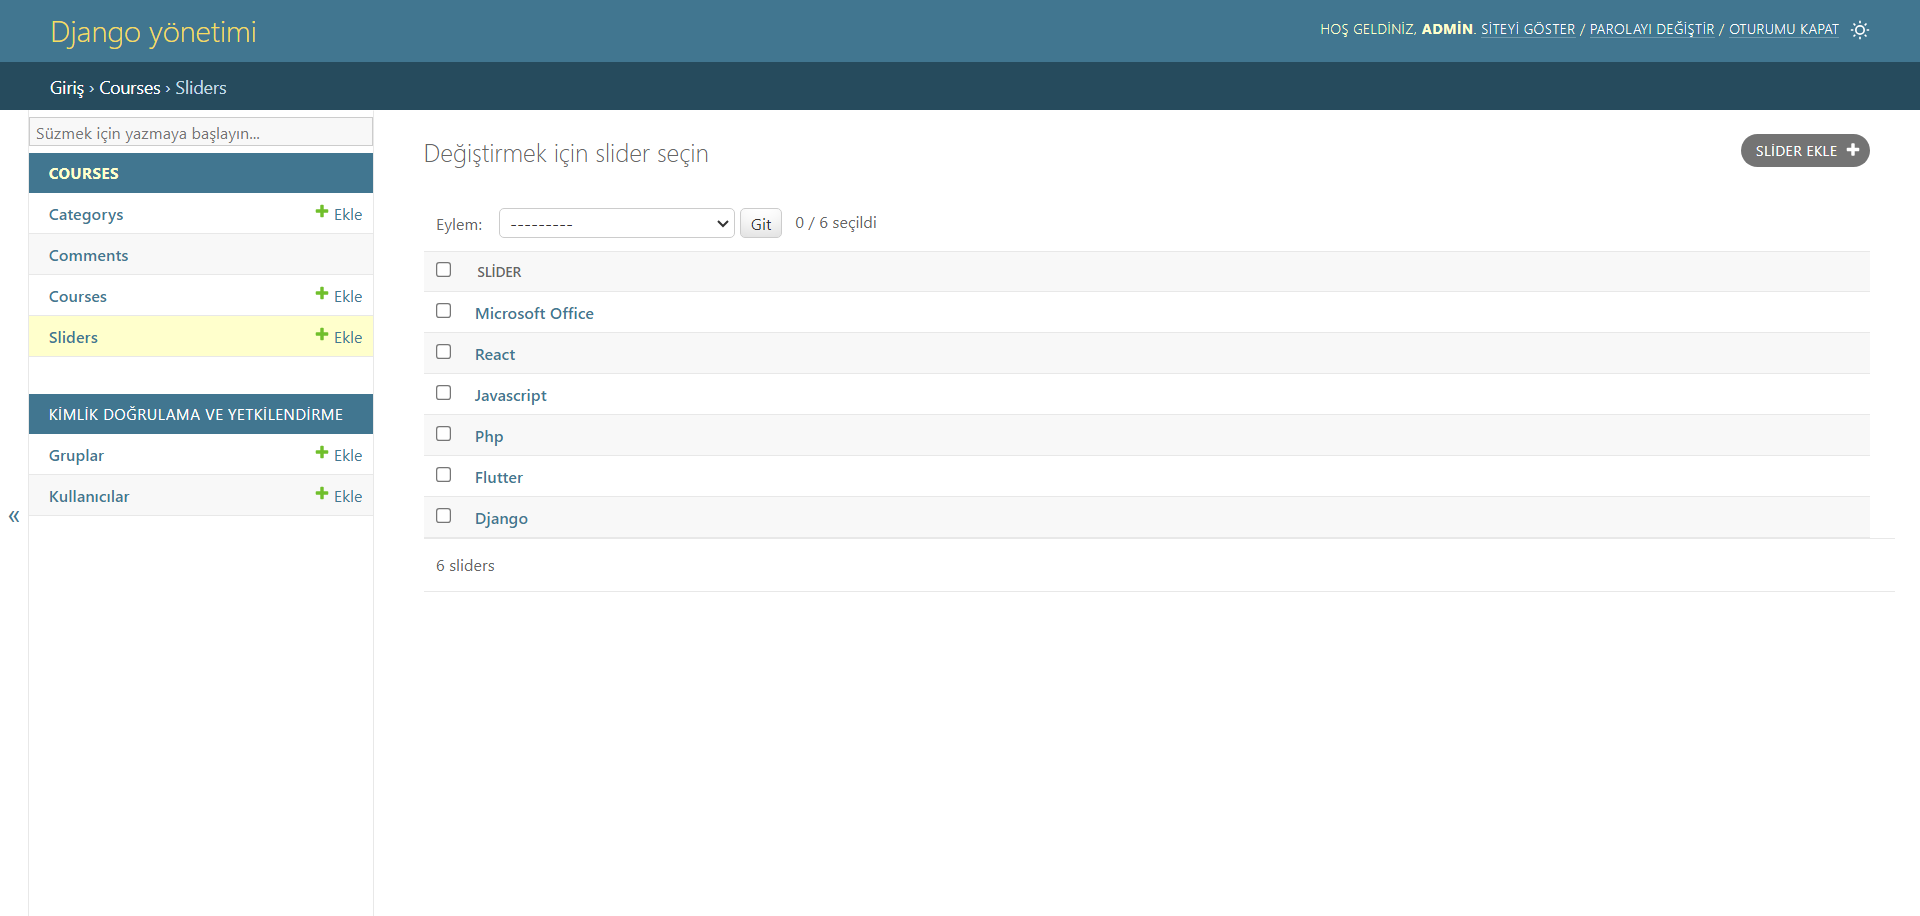 Django yönetimi
HOŞ GELDİNİZ, ADMIN. SİTEYİ GÖSTER / PAROLAYI DEĞİŞTİR / OTURUMU KAPAT
Giriş › Courses › Sliders
Süzmek için yazmaya başlayın...
COURSES
Categorys + Ekle
Comments
Courses + Ekle
Sliders + Ekle
KİMLİK DOĞRULAMA VE YETKİLENDİRME
Gruplar + Ekle
Kullanıcılar + Ekle
«
Değiştirmek için slider seçin
SLİDER EKLE +
Eylem: --------- Git 0 / 6 seçildi
SLİDER
Microsoft Office
React
Javascript
Php
Flutter
Django
6 sliders